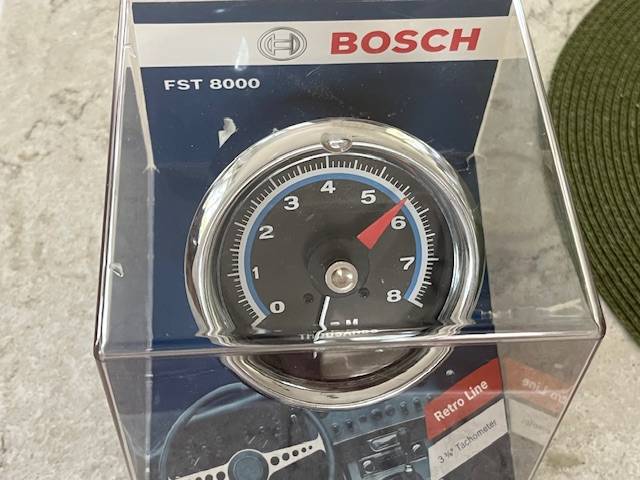 BOSCH
FST 8000
0
1
2
3
4
5
6
7
8
Retro Line
3 ⅜" Tachometer